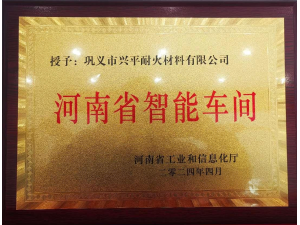 授予：巩义市兴平耐火材料有限公司
河南省智能车间
河南省工业和信息化厅
二零二四年四月